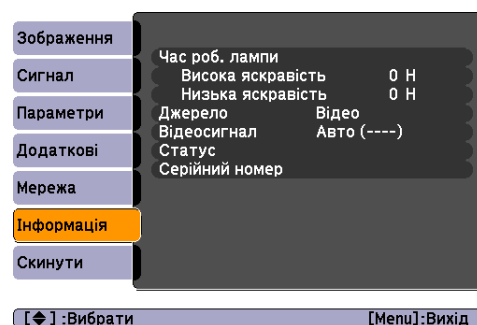 Зображення
Сигнал
Параметри
Додаткові
Мережа
Інформація
Скинути
Час роб. лампи
Висока яскравість 0 H
Низька яскравість 0 H
Джерело Відео
Відеосигнал Авто (----)
Статус
Серійний номер
[◆] :Вибрати [Menu]:Вихід